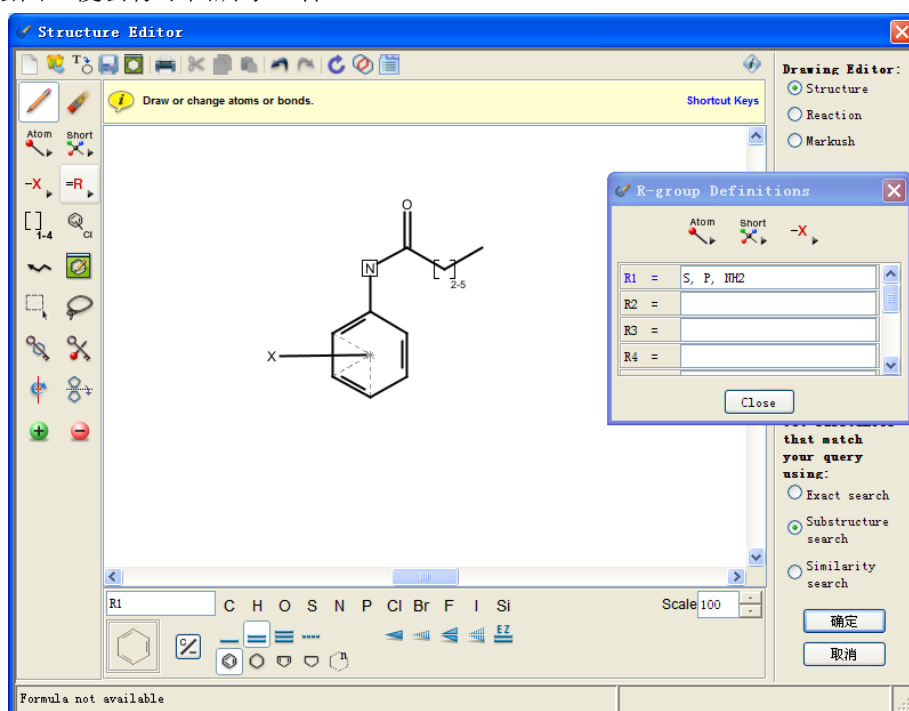 Structure Editor
Drawing Editor:
Structure
Reaction
Markush
Draw or change atoms or bonds.
Shortcut Keys
Atom
Short
-X
=R
[ ]
1-4
Cl
O
N
2-5
X
R-group Definitions
Atom
Short
-X
R1 = S, P, NH2
R2 =
R3 =
R4 =
Close
that match
your query
using:
Exact search
Substructure
search
Similarity
search
确定
取消
R1
C H O S N P Cl Br F I Si
Scale 100
EZ
n
Formula not available